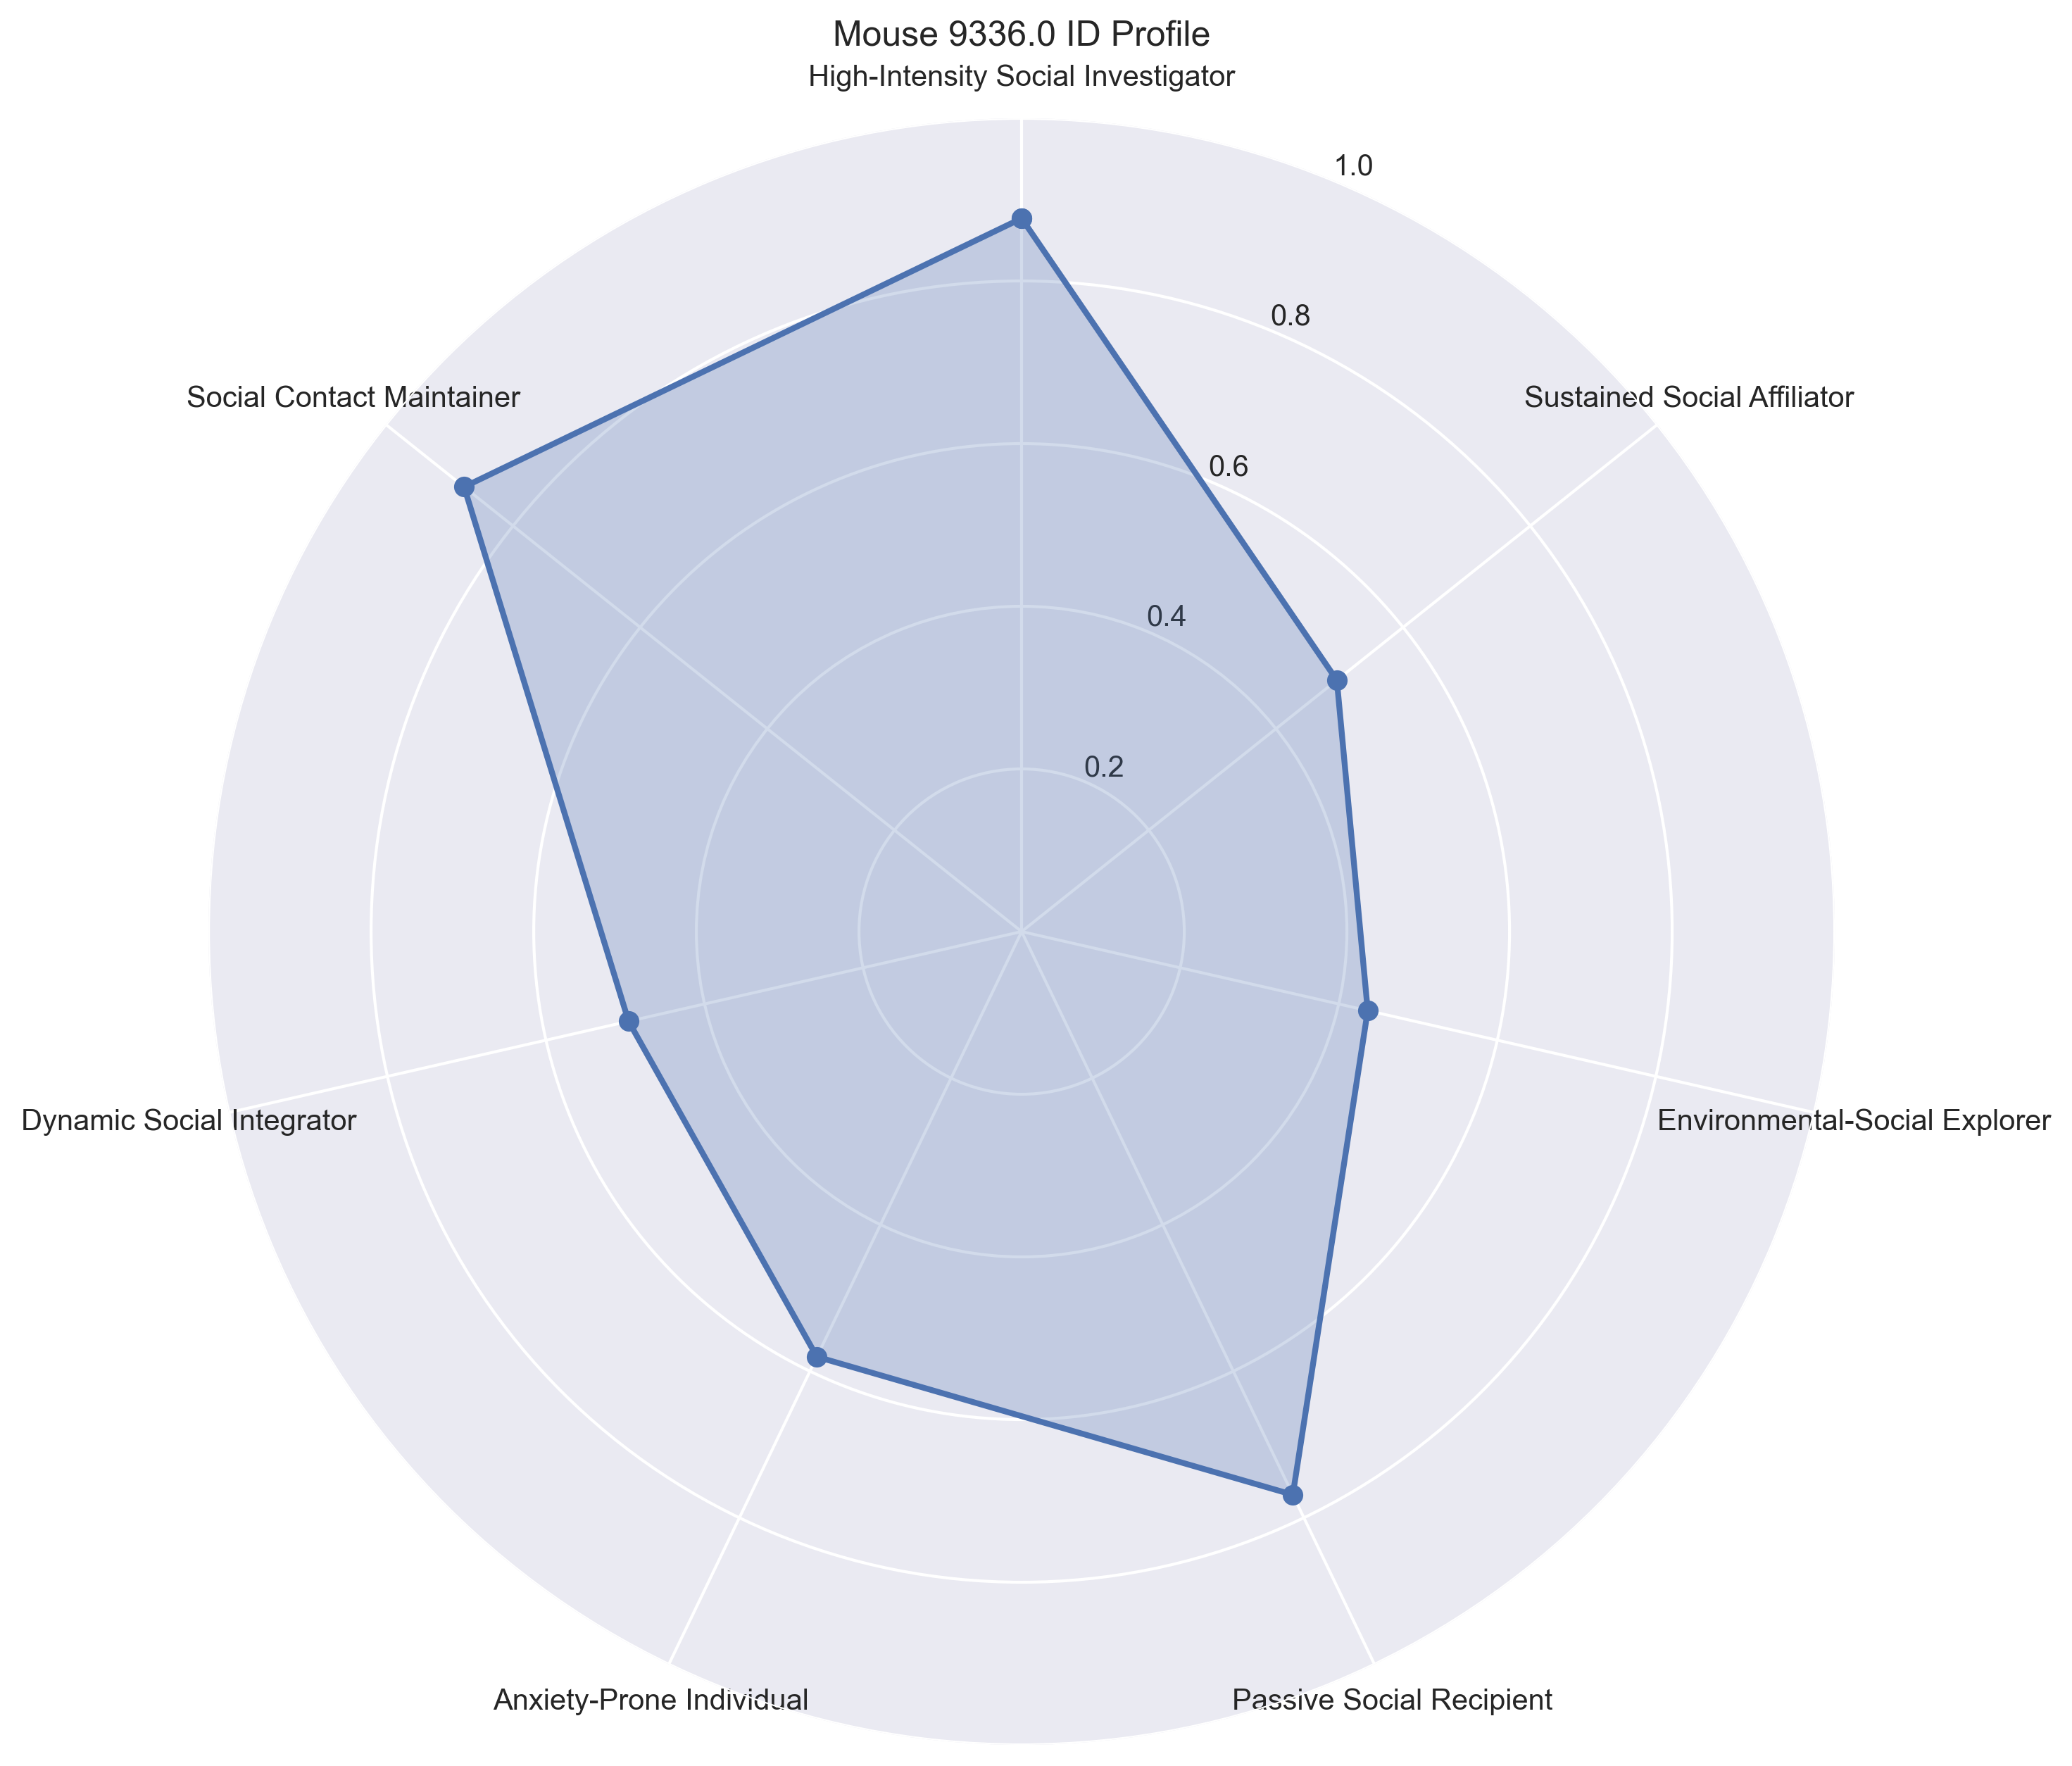 Mouse 9336.0 ID Profile
High-Intensity Social Investigator
1.0
0.8
Social Contact Maintainer
Sustained Social Affiliator
0.6
0.4
0.2
Dynamic Social Integrator
Environmental-Social Explorer
Anxiety-Prone Individual
Passive Social Recipient